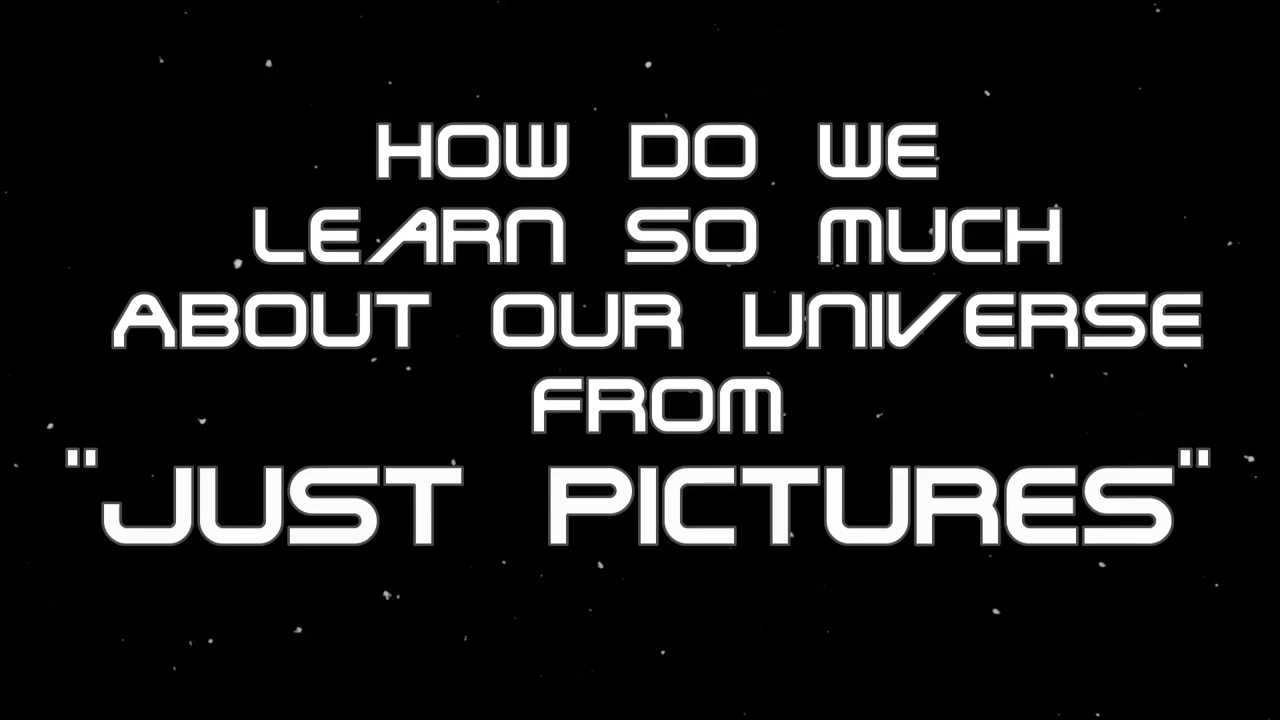 HOW DO WE
LEARN SO MUCH
ABOUT OUR UNIVERSE
FROM
"JUST PICTURES"